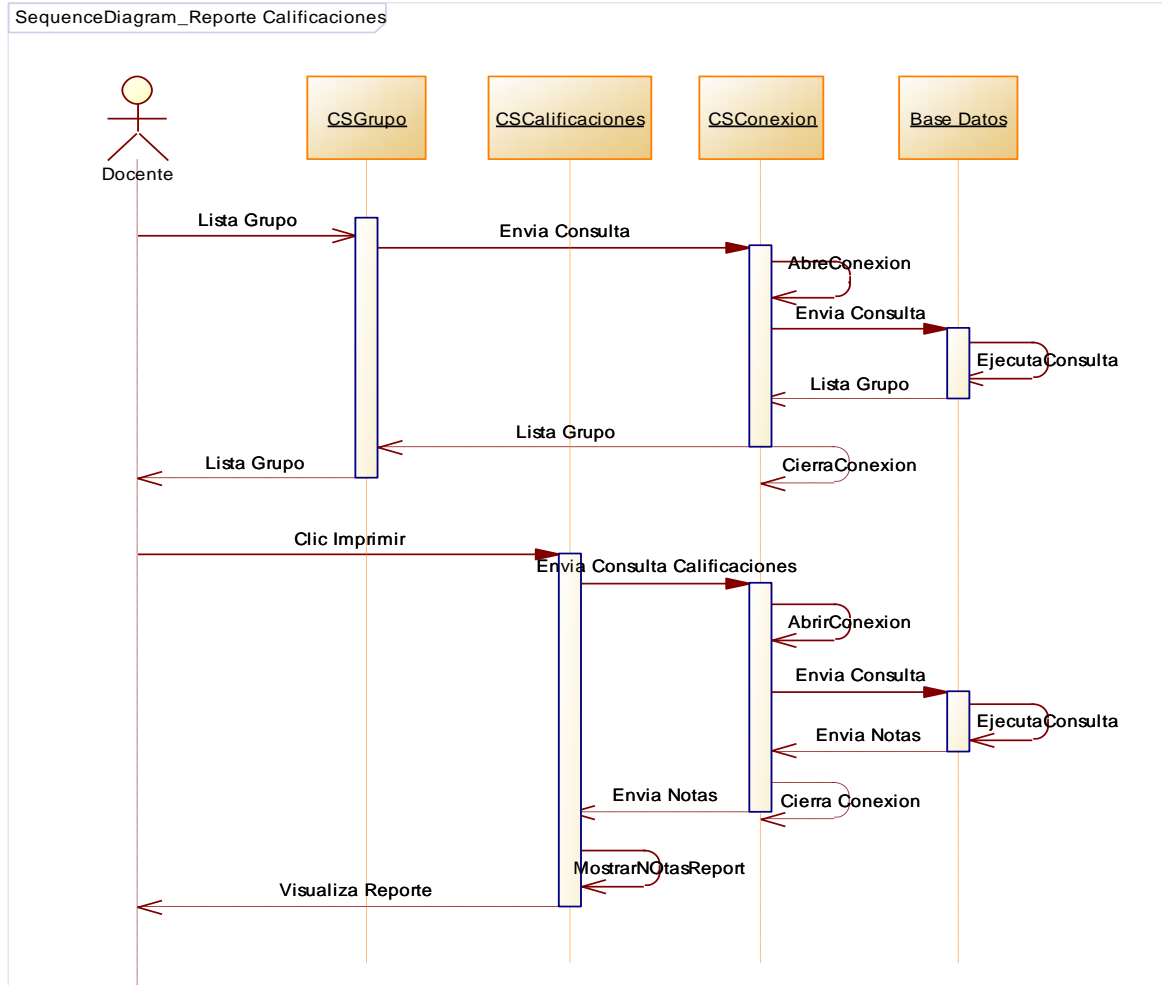 SequenceDiagram_Reporte Calificaciones
CSGrupo
CSCalificaciones
CSConexion
Base Datos
Docente
Lista Grupo
Envia Consulta
AbreConexion
Envia Consulta
EjecutaConsulta
Lista Grupo
Lista Grupo
Lista Grupo
CierraConexion
Clic Imprimir
Envia Consulta Calificaciones
AbrirConexion
Envia Consulta
EjecutaConsulta
Envia Notas
Envia Notas
Cierra Conexion
MostrarNOtasReport
Visualiza Reporte